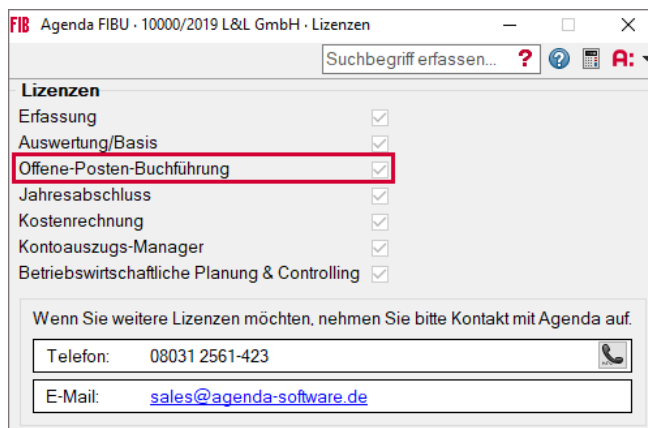 FIB Agenda FIBU · 10000/2019 L&L GmbH · Lizenzen
Suchbegriff erfassen... ? ? A:
Lizenzen
Erfassung
Auswertung/Basis
Offene-Posten-Buchführung
Jahresabschluss
Kostenrechnung
Kontoauszugs-Manager
Betriebswirtschaftliche Planung & Controlling
Wenn Sie weitere Lizenzen möchten, nehmen Sie bitte Kontakt mit Agenda auf.
Telefon: 08031 2561-423
E-Mail: sales@agenda-software.de